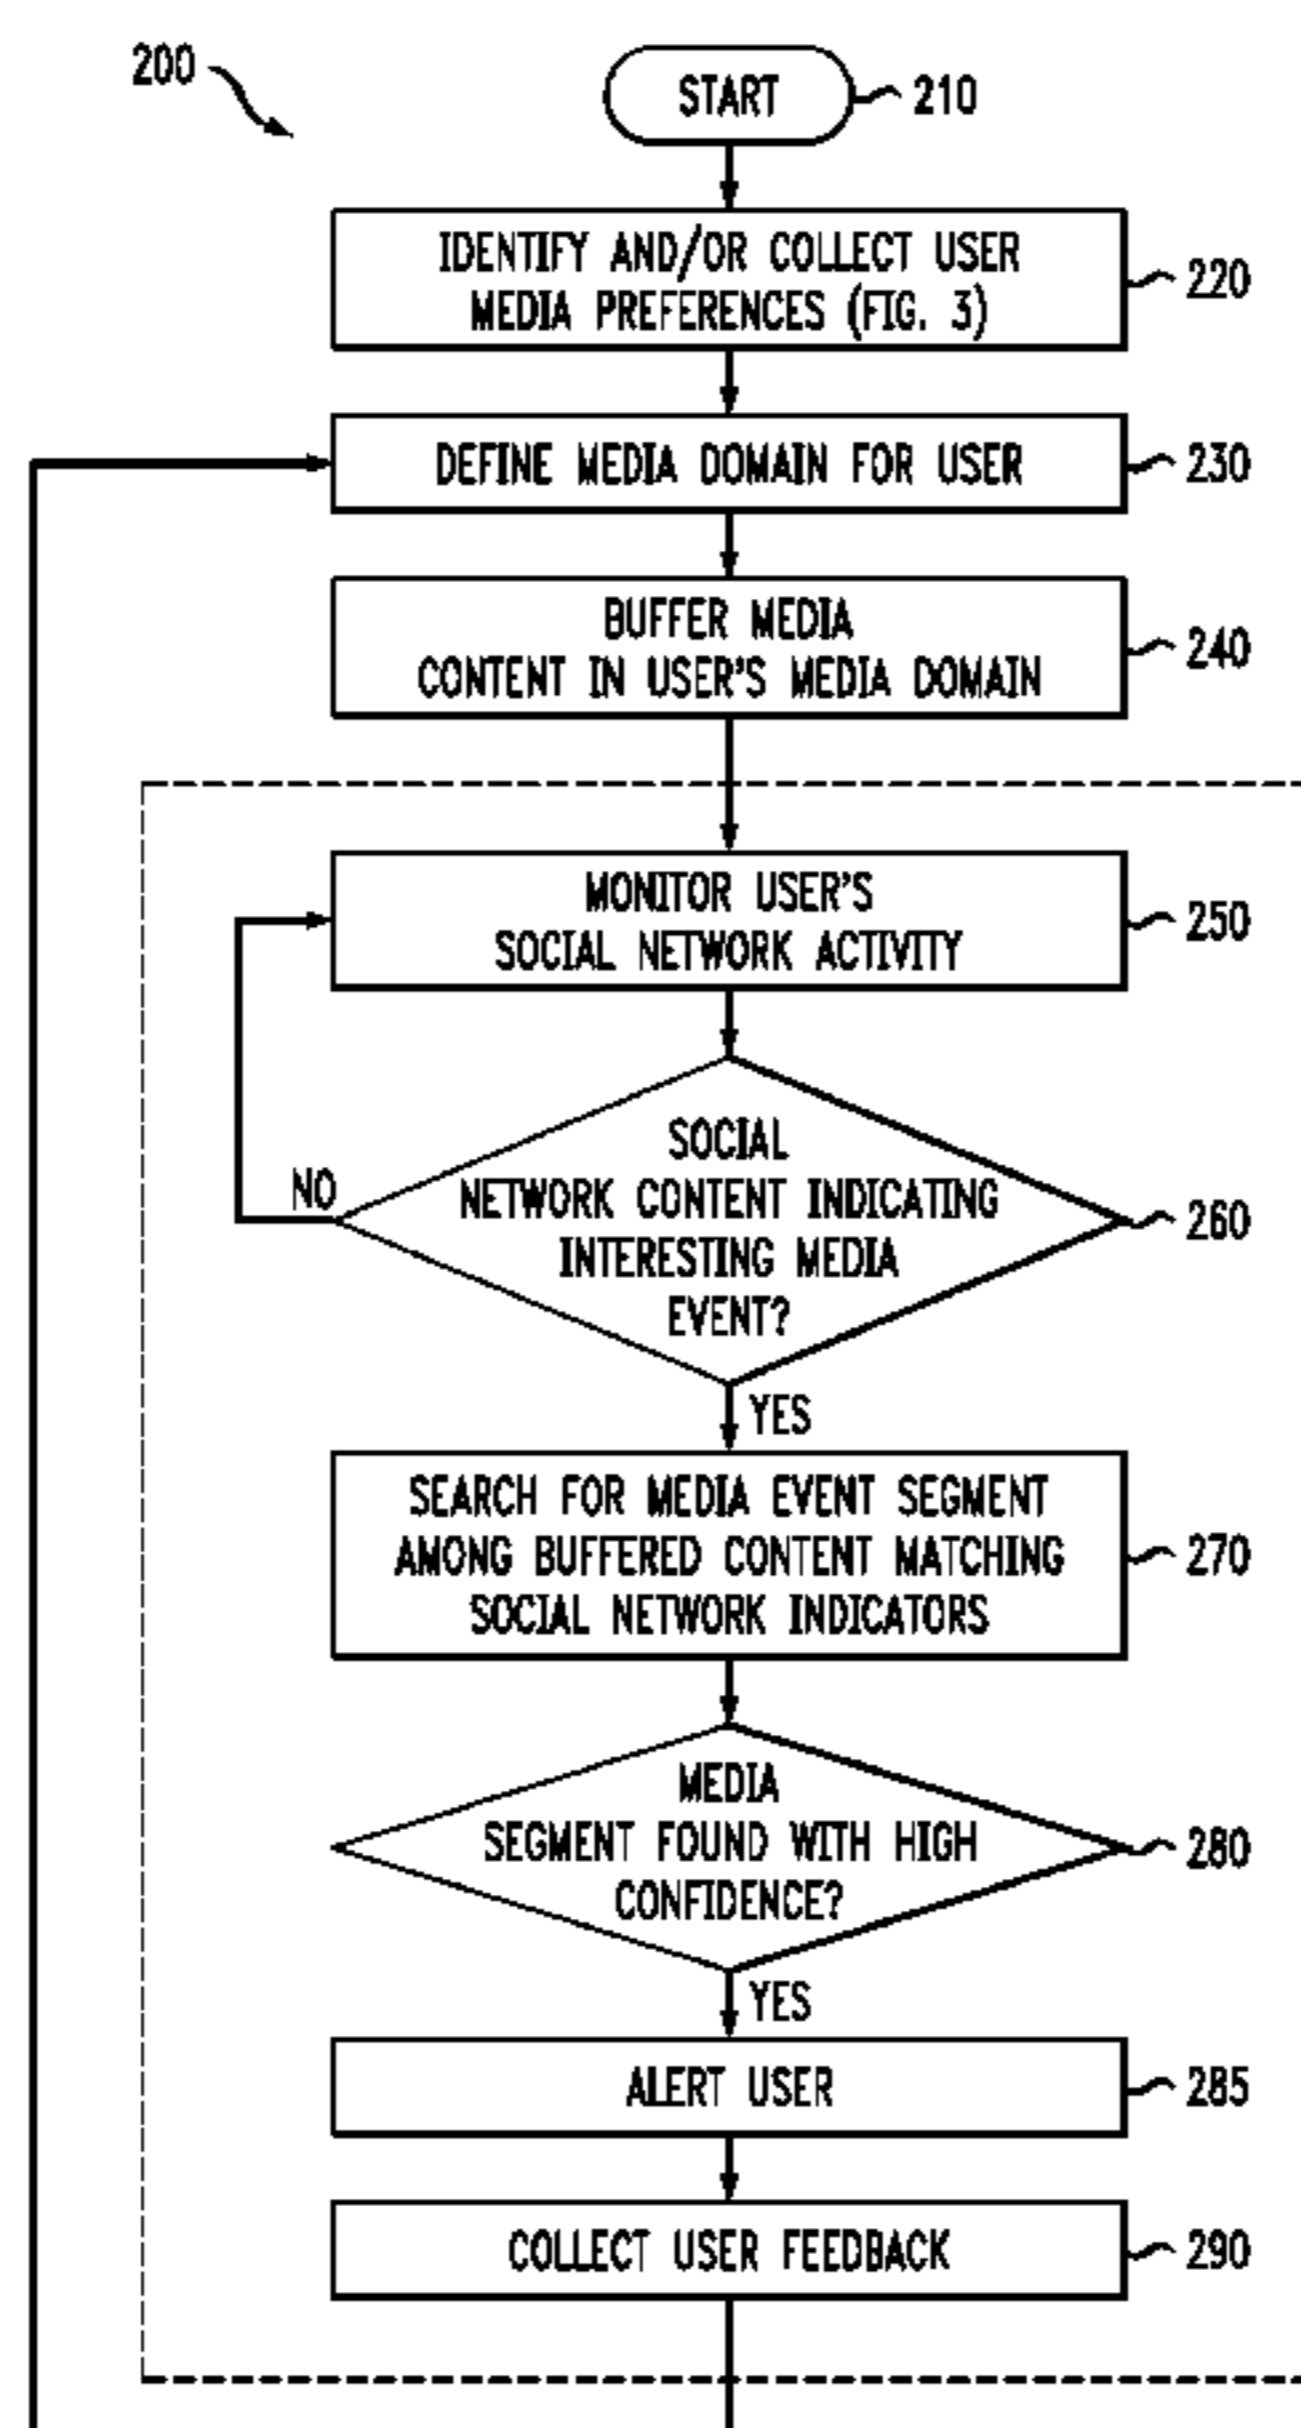 200
START
210
IDENTIFY AND/OR COLLECT USER
MEDIA PREFERENCES (FIG. 3)
220
DEFINE MEDIA DOMAIN FOR USER
230
BUFFER MEDIA
CONTENT IN USER'S MEDIA DOMAIN
240
MONITOR USER'S
SOCIAL NETWORK ACTIVITY
250
SOCIAL
NETWORK CONTENT INDICATING
INTERESTING MEDIA
EVENT?
260
NO
YES
SEARCH FOR MEDIA EVENT SEGMENT
AMONG BUFFERED CONTENT MATCHING
SOCIAL NETWORK INDICATORS
270
MEDIA
SEGMENT FOUND WITH HIGH
CONFIDENCE?
280
YES
ALERT USER
285
COLLECT USER FEEDBACK
290